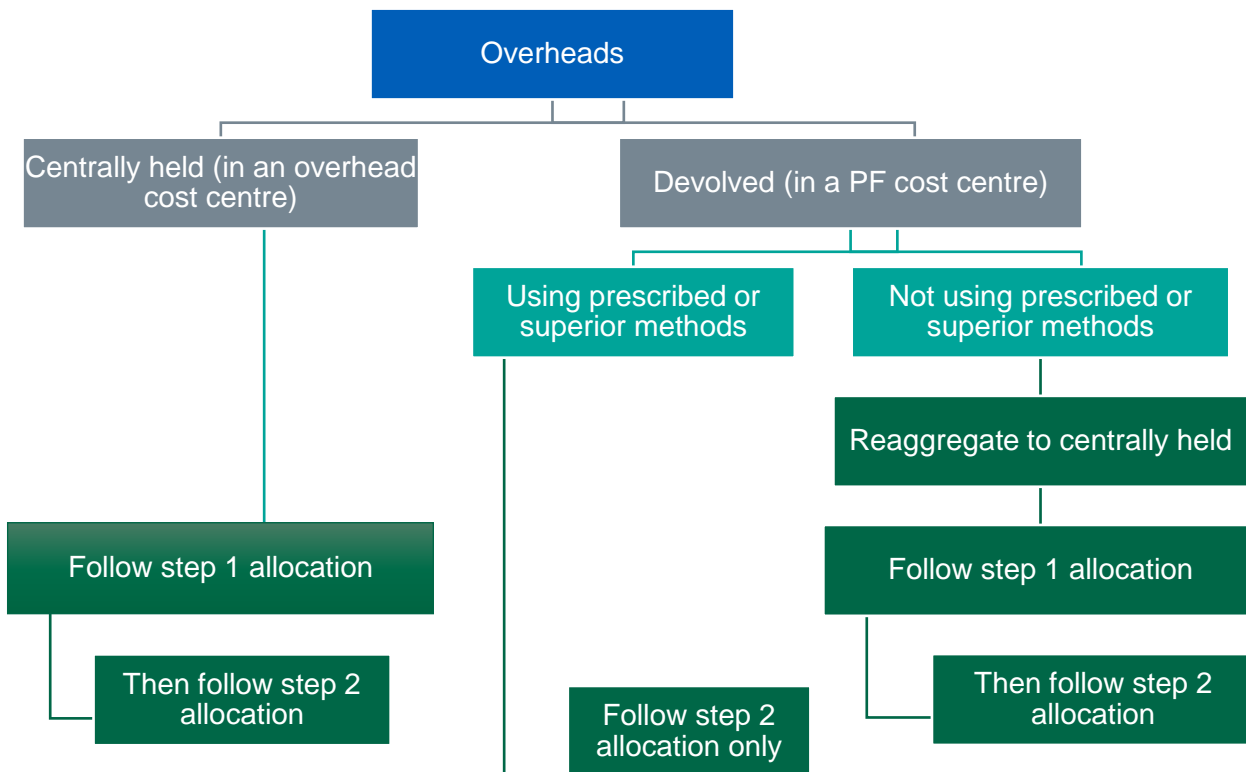 Overheads
Centrally held (in an overhead
cost centre)
Devolved (in a PF cost centre)
Using prescribed or
superior methods
Not using prescribed or
superior methods
Reaggregate to centrally held
Follow step 1 allocation
Follow step 1 allocation
Then follow step 2
allocation
Follow step 2
allocation only
Then follow step 2
allocation